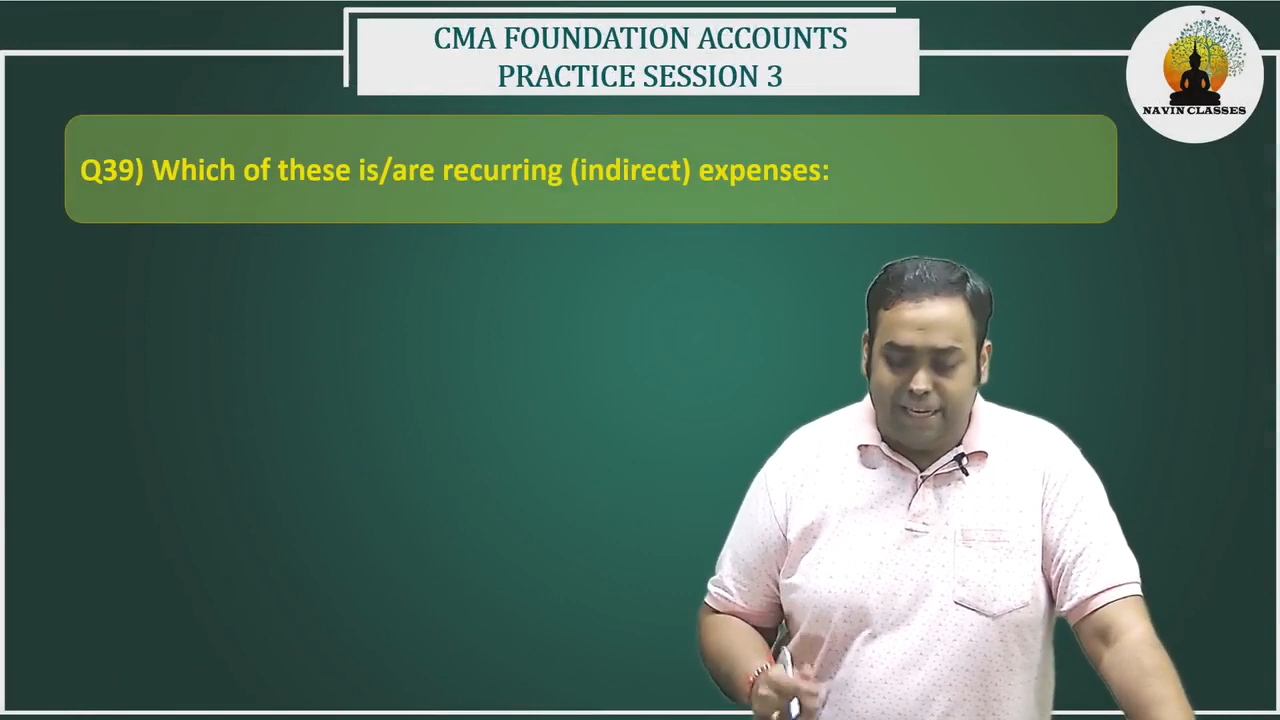 CMA FOUNDATION ACCOUNTS
PRACTICE SESSION 3
NAVIN CLASSES
Q39) Which of these is/are recurring (indirect) expenses: